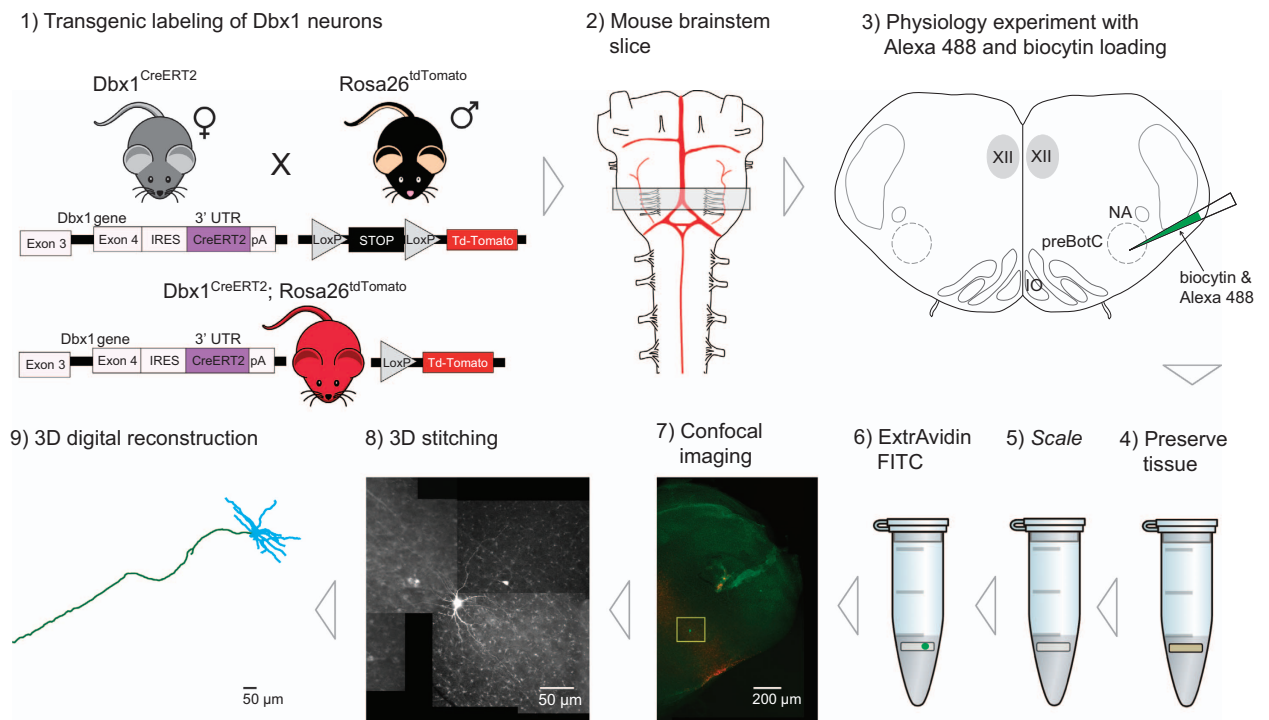 1) Transgenic labeling of Dbx1 neurons
Dbx1CreERT2
Rosa26tdTomato
♀
♂
X
Dbx1 gene
3' UTR
Exon 3
Exon 4
IRES
CreERT2
pA
LoxP
STOP
LoxP
Td-Tomato
Dbx1CreERT2; Rosa26tdTomato
Dbx1 gene
3' UTR
Exon 3
Exon 4
IRES
CreERT2
pA
LoxP
Td-Tomato
2) Mouse brainstem
slice
3) Physiology experiment with
Alexa 488 and biocytin loading
XII
XII
NA
preBotC
IO
biocytin &
Alexa 488
4) Preserve
tissue
5) Scale
6) ExtrAvidin
FITC
7) Confocal
imaging
200 µm
8) 3D stitching
50 µm
9) 3D digital reconstruction
50 µm